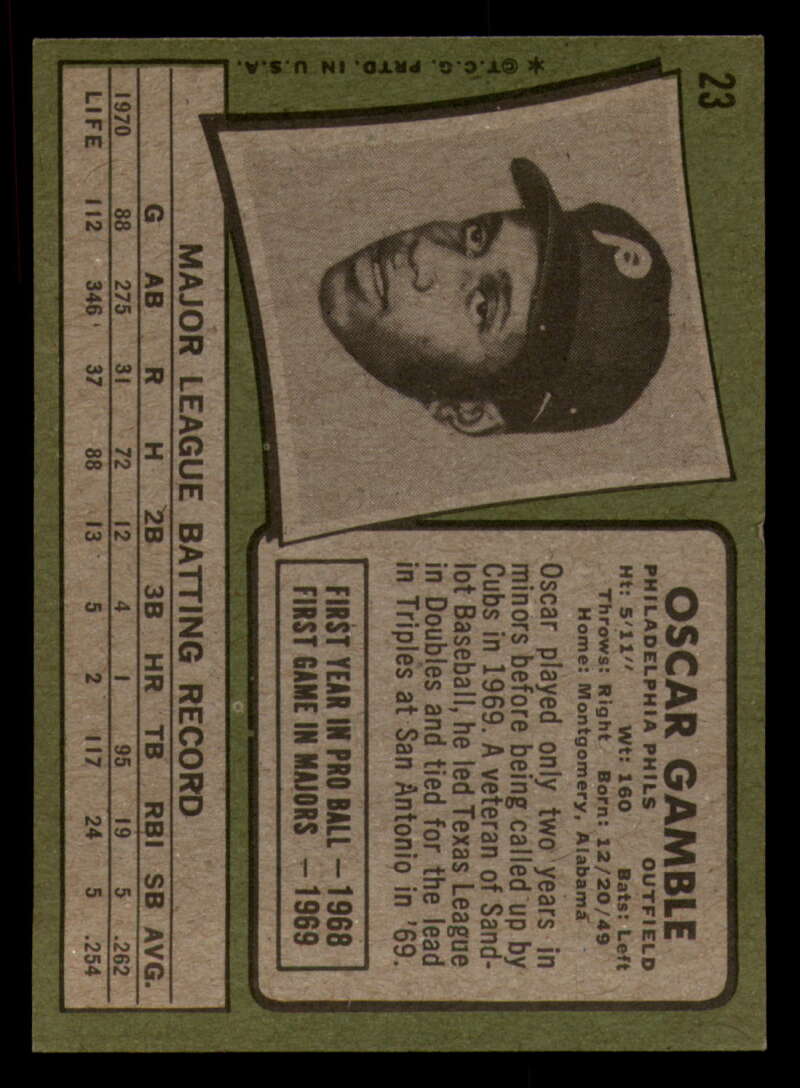 23
OSCAR GAMBLE
PHILADELPHIA PHILS OUTFIELD
Ht: 5'11" Wt: 160 Bats: Left
Throws: Right Born: 12/20/49
Home: Montgomery, Alabama
Oscar played only two years in
minors before being called up by
Cubs in 1969. A veteran of Sand-
lot Baseball, he led Texas League
in Doubles and tied for the lead
in Triples at San Antonio in '69.
FIRST YEAR IN PRO BALL – 1968
FIRST GAME IN MAJORS – 1969
P
MAJOR LEAGUE BATTING RECORD
G AB R H 2B 3B HR TB RBI SB AVG.
1970 88 275 31 72 12 4 1 95 19 5 .262
LIFE 112 346 37 88 13 5 2 117 24 5 .254
* © T.C.G. PRTD. IN U.S.A.